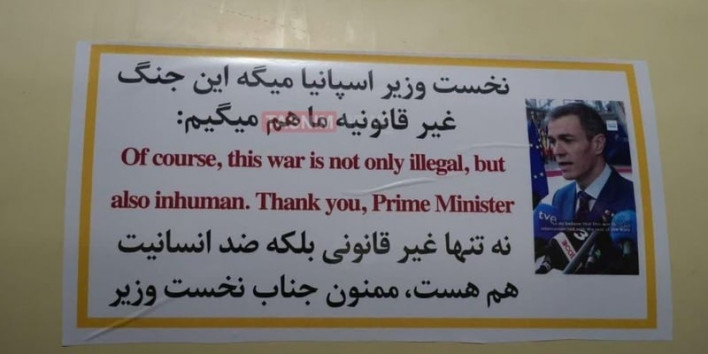 نخست وزیر اسپانیا میگه این جنگ
غیر قانونیه ما هم میگیم:
Of course, this war is not only illegal, but
also inhuman. Thank you, Prime Minister
نه تنها غیر قانونی بلکه ضد انسانیت
هم هست، ممنون جناب نخست وزیر
tve